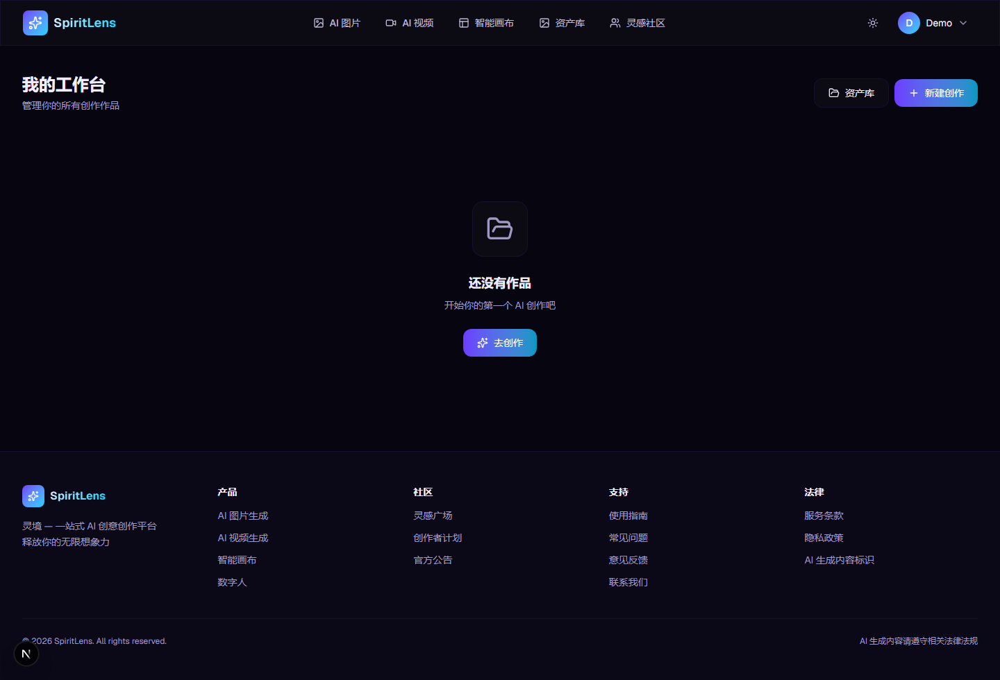 SpiritLens
AI 图片
AI 视频
智能画布
资产库
灵感社区
D
Demo
我的工作台
管理你的所有创作作品
资产库
新建创作
还没有作品
开始你的第一个 AI 创作吧
去创作
SpiritLens
灵境 — 一站式 AI 创意创作平台
释放你的无限想象力
产品
AI 图片生成
AI 视频生成
智能画布
数字人
社区
灵感广场
创作者计划
官方公告
支持
使用指南
常见问题
意见反馈
联系我们
法律
服务条款
隐私政策
AI 生成内容标识
© 2026 SpiritLens. All rights reserved.
AI 生成内容请遵守相关法律法规
N